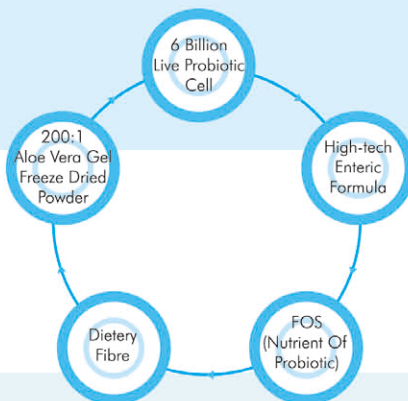 6 Billion
Live Probiotic
Cell
High-tech
Enteric
Formula
FOS
(Nutrient Of
Probiotic)
Dietery
Fibre
200:1
Aloe Vera Gel
Freeze Dried
Powder